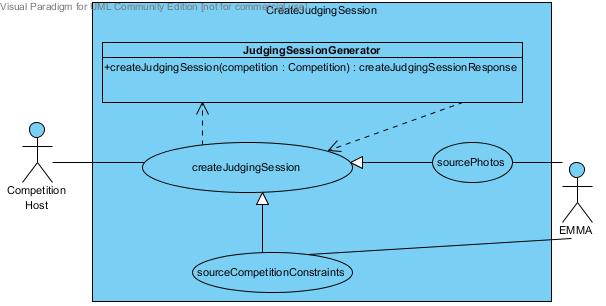 Visual Paradigm for UML Community Edition [not for commercial use]
CreateJudgingSession
JudgingSessionGenerator
+createJudgingSession(competition : Competition) : createJudgingSessionResponse
createJudgingSession
sourcePhotos
Competition
Host
EMMA
sourceCompetitionConstraints